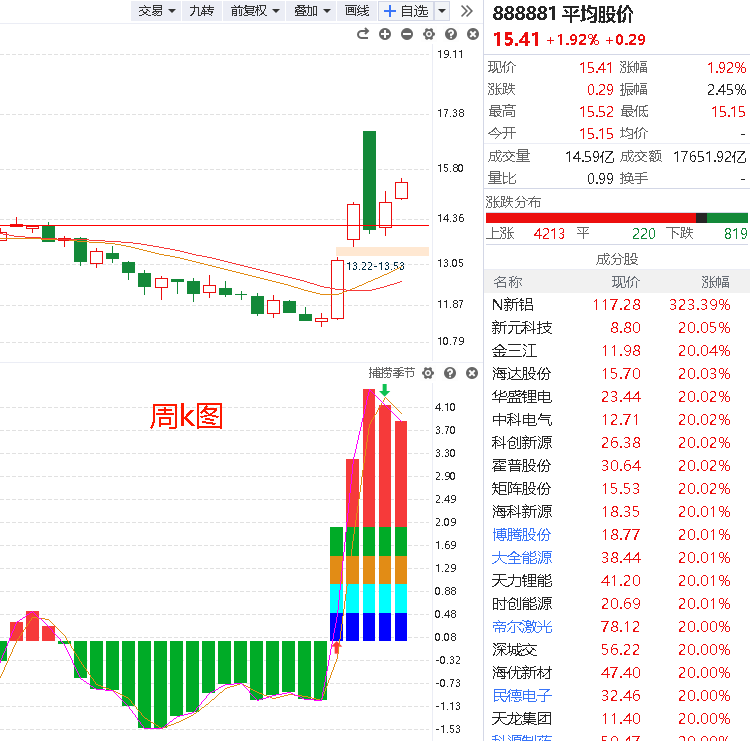 交易 九转 前复权 叠加 画线 自选
19.11
17.38
15.80
14.36
13.05
11.87
10.79
13.22-13.53
捕捞季节
周k图
4.10
3.70
3.30
2.90
2.49
2.09
1.69
1.29
0.88
0.48
0.08
-0.32
-0.73
-1.13
-1.53
888881 平均股价
15.41 +1.92% +0.29
现价 15.41 涨幅 1.92%
涨跌 0.29 振幅 2.45%
最高 15.52 最低 15.15
今开 15.15 均价 -
成交量 14.59亿 成交额 17651.92亿
量比 0.99 换手 -
涨跌分布
上涨 4213 平 220 下跌 819
成分股
名称 现价 涨幅
N新铝 117.28 323.39%
新元科技 8.80 20.05%
金三江 11.98 20.04%
海达股份 15.70 20.03%
华盛锂电 23.44 20.02%
中科电气 12.71 20.02%
科创新源 26.38 20.02%
霍普股份 30.64 20.02%
矩阵股份 15.53 20.02%
海科新源 18.35 20.01%
博腾股份 18.77 20.01%
大全能源 38.44 20.01%
天力锂能 41.20 20.01%
时创能源 20.69 20.01%
帝尔激光 78.12 20.00%
深城交 56.22 20.00%
海优新材 47.40 20.00%
民德电子 32.46 20.00%
天龙集团 11.40 20.00%
科源制药 50.47 20.00%